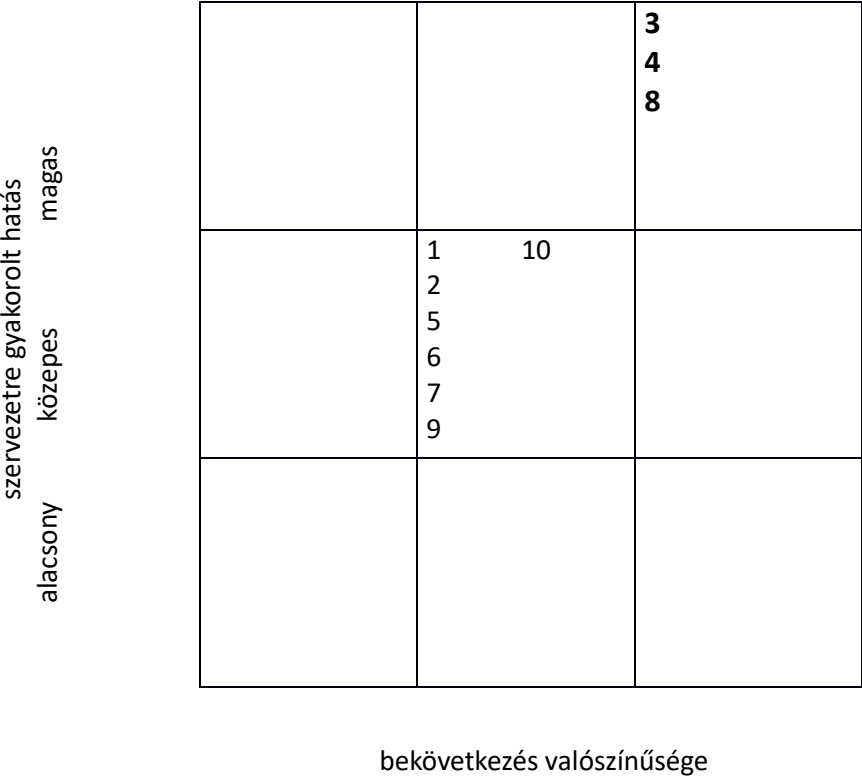 3
4
8
1 10
2
5
6
7
9
szervezetre gyakorolt hatás
magas
közepes
alacsony
bekövetkezés valószínűsége